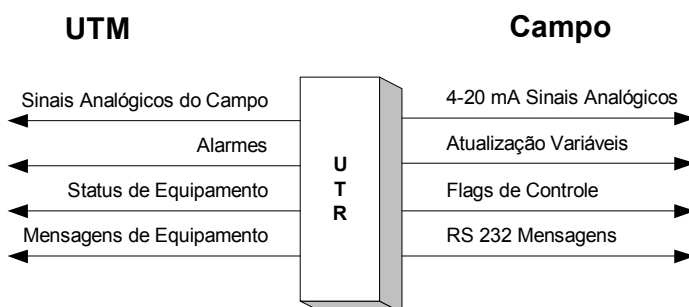 UTM
Campo
Sinais Analógicos do Campo
Alarmes
Status de Equipamento
Mensagens de Equipamento
U
T
R
4-20 mA Sinais Analógicos
Atualização Variáveis
Flags de Controle
RS 232 Mensagens